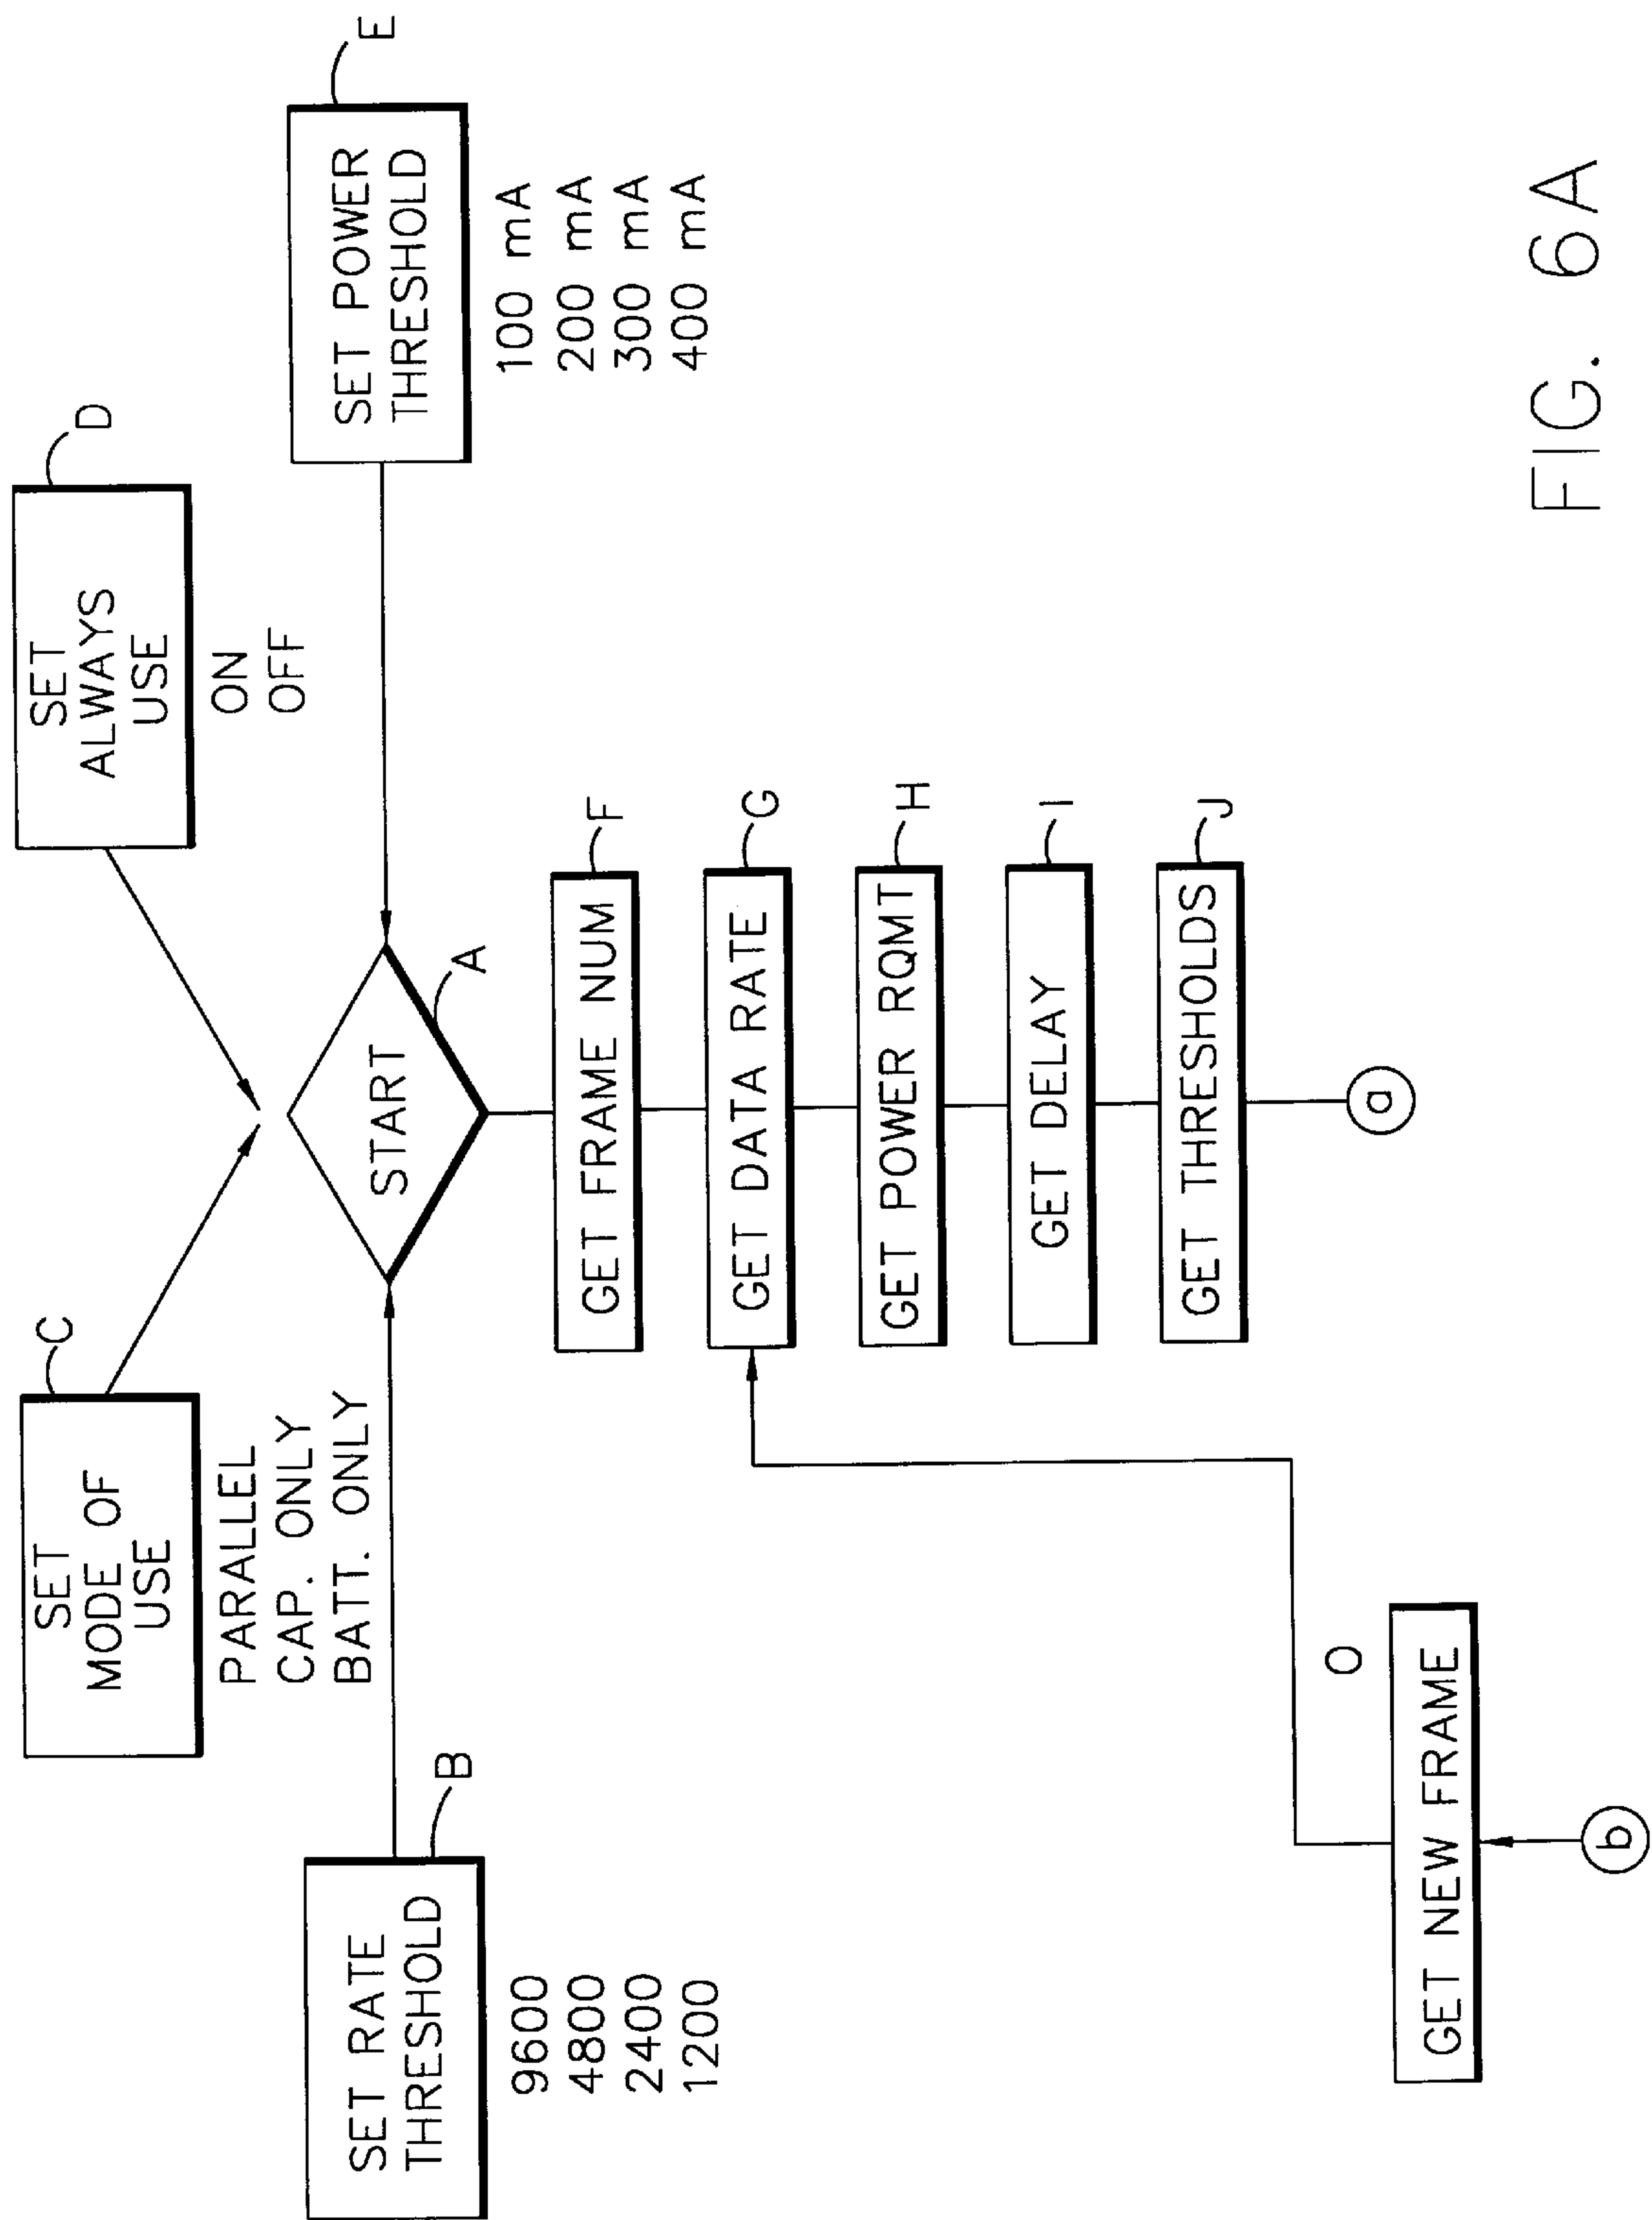 SET
MODE OF
USE
C
PARALLEL
CAP. ONLY
BATT. ONLY
SET
ALWAYS
USE
D
ON
OFF
SET RATE
THRESHOLD
B
9600
4800
2400
1200
START
A
SET POWER
THRESHOLD
E
100 mA
200 mA
300 mA
400 mA
GET FRAME NUM
F
GET DATA RATE
G
GET POWER RQMT
H
GET DELAY
I
GET THRESHOLDS
J
a
O
GET NEW FRAME
b
FIG. 6A